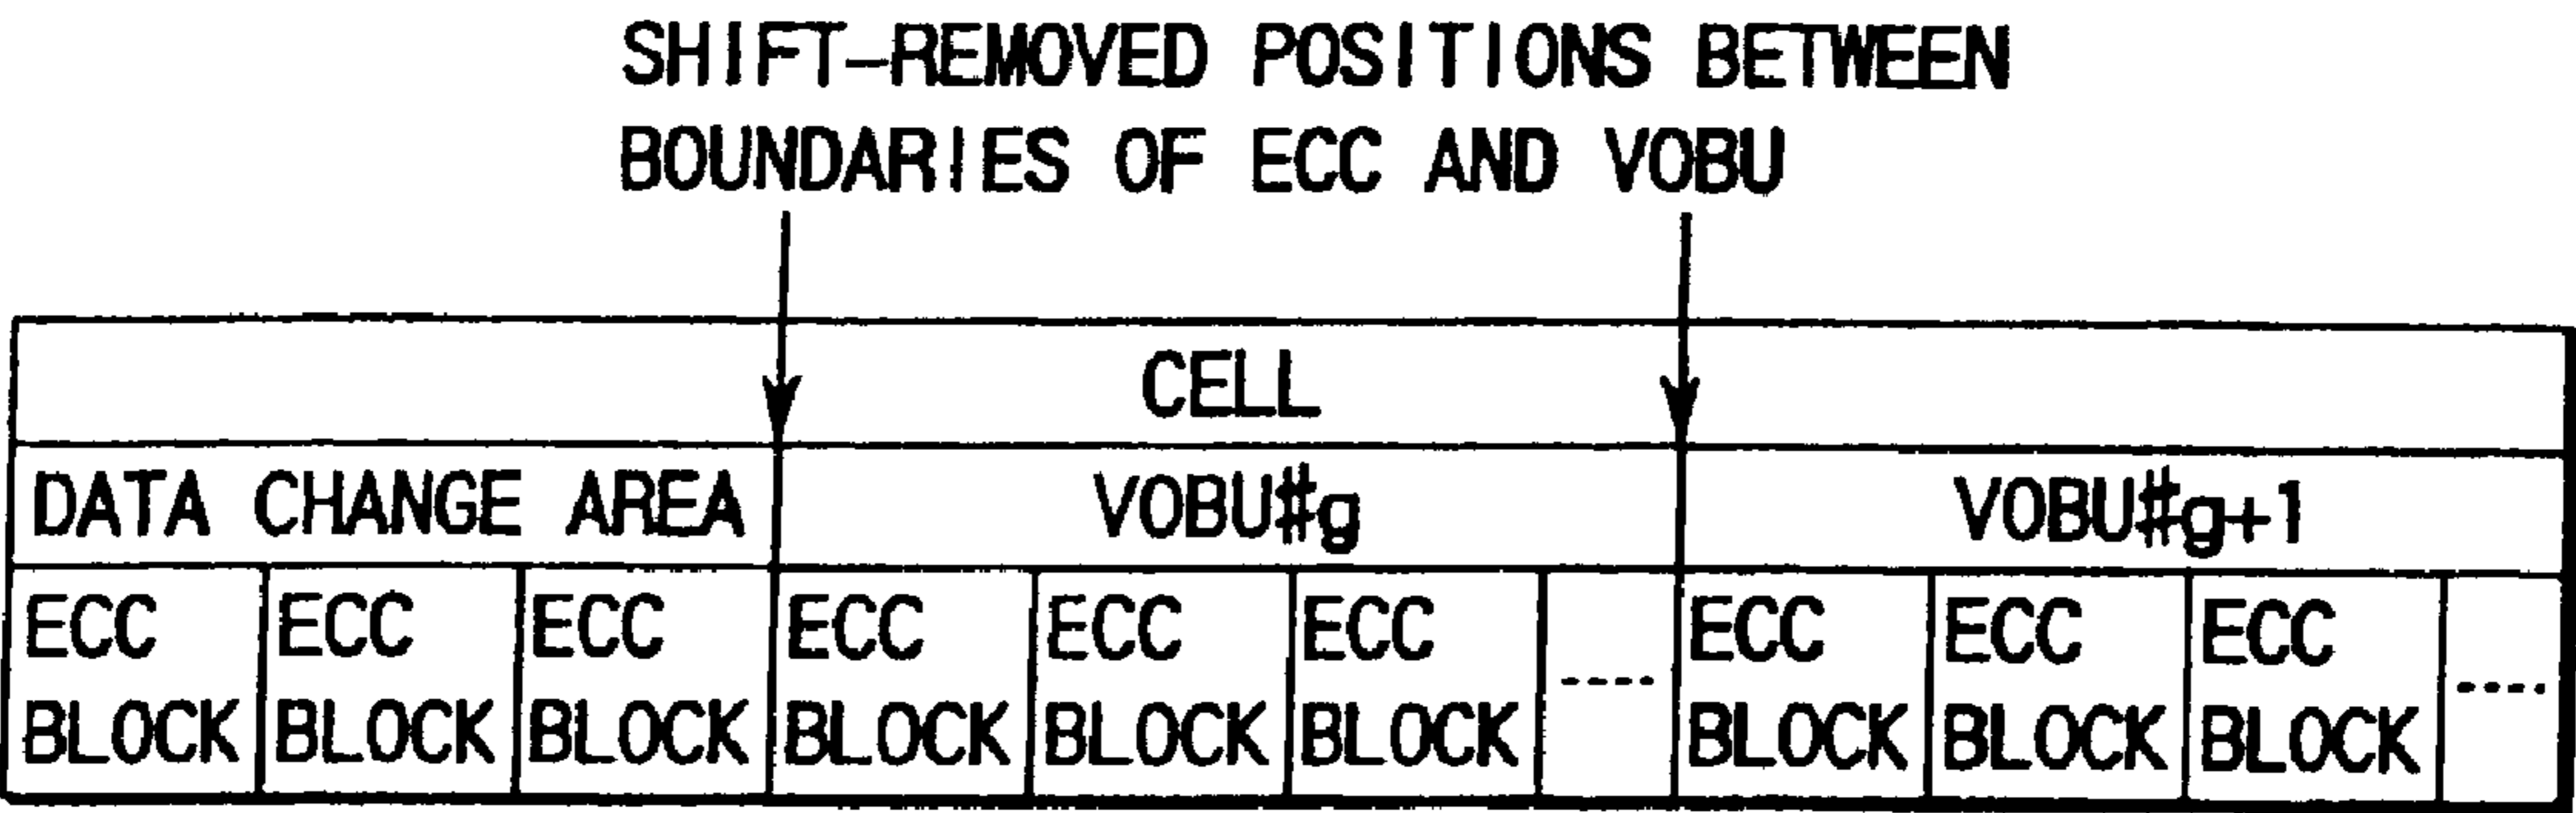 SHIFT-REMOVED POSITIONS BETWEEN
BOUNDARIES OF ECC AND VOBU
CELL
DATA CHANGE AREA VOBU#g VOBU#g+1
ECC ECC ECC ECC ECC ECC ECC ECC ECC
BLOCK BLOCK BLOCK BLOCK BLOCK BLOCK ---- BLOCK BLOCK BLOCK ----